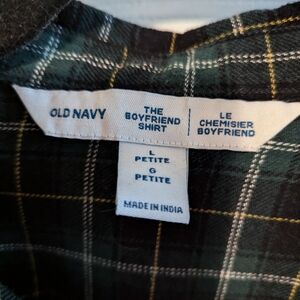 OLD NAVY
THE
BOYFRIEND
SHIRT
LE
CHEMISIER
BOYFRIEND
L
PETITE
G
PETITE
MADE IN INDIA